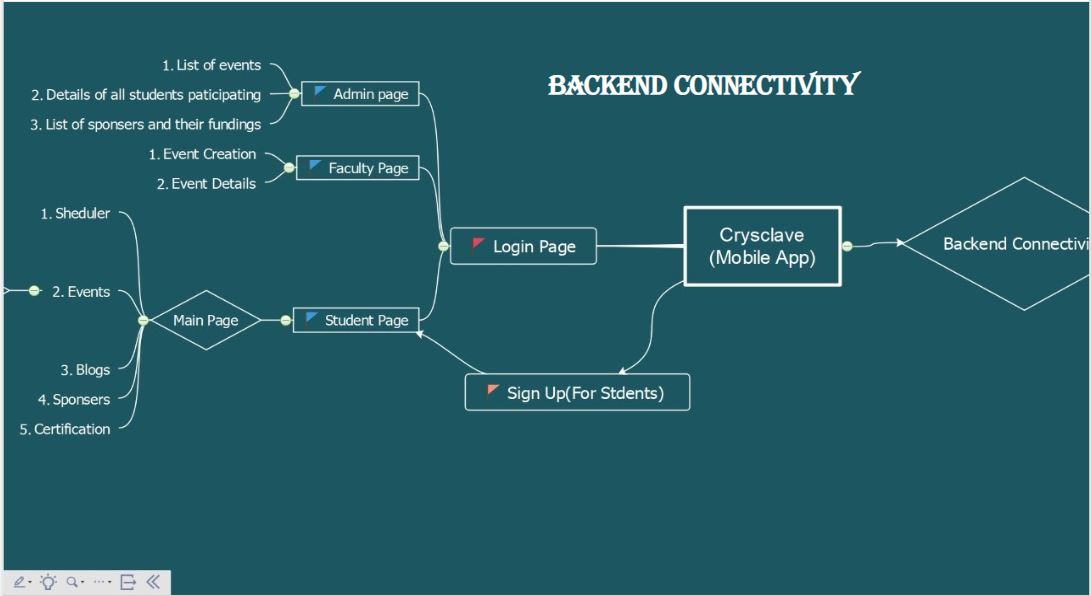 BACKEND CONNECTIVITY
1. List of events
2. Details of all students paticipating
3. List of sponsers and their fundings
Admin page
1. Event Creation
2. Event Details
Faculty Page
Login Page
Crysclave
(Mobile App)
Backend Connectivi
1. Sheduler
2. Events
3. Blogs
4. Sponsers
5. Certification
Main Page
Student Page
Sign Up(For Stdents)